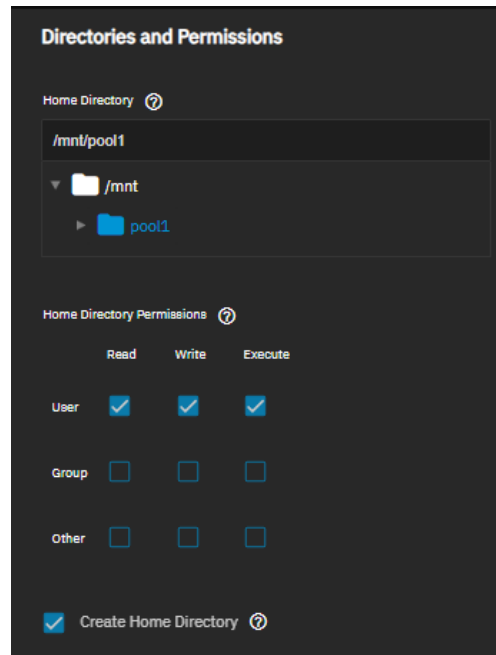 Directories and Permissions
Home Directory ?
/mnt/pool1
/mnt
pool1
Home Directory Permissions ?
Read Write Execute
User
Group
Other
Create Home Directory ?